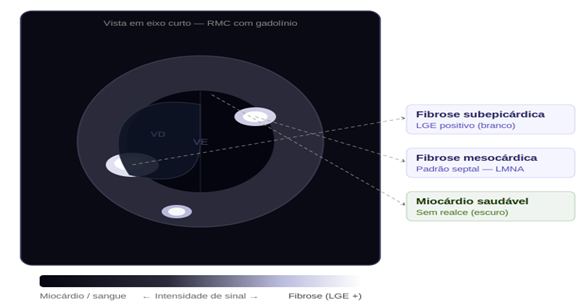 Vista em eixo curto — RMC com gadolínio
VD
VE
Fibrose subepicárdica
LGE positivo (branco)
Fibrose mesocárdica
Padrão septal — LMNA
Miocárdio saudável
Sem realce (escuro)
Miocárdio / sangue ← Intensidade de sinal → Fibrose (LGE +)